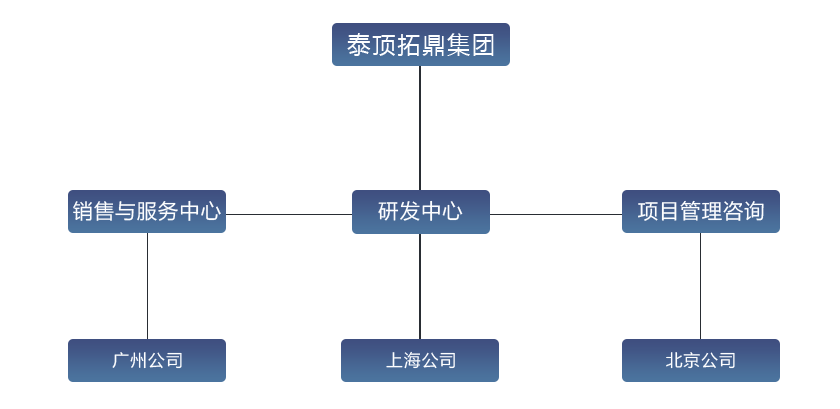 泰顶拓鼎集团
销售与服务中心
研发中心
项目管理咨询
广州公司
上海公司
北京公司